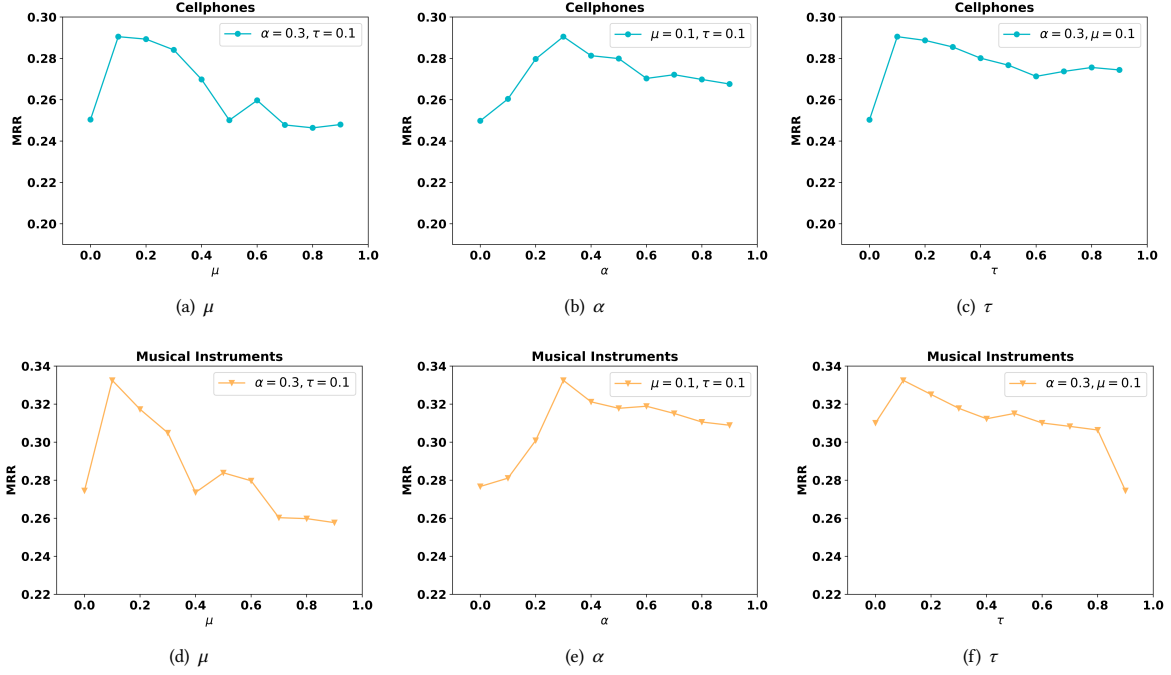 Cellphones
α = 0.3, τ = 0.1
MRR
0.30
0.28
0.26
0.24
0.22
0.20
0.0 0.2 0.4 0.6 0.8 1.0
μ
(a) μ
Cellphones
μ = 0.1, τ = 0.1
MRR
0.30
0.28
0.26
0.24
0.22
0.20
0.0 0.2 0.4 0.6 0.8 1.0
α
(b) α
Cellphones
α = 0.3, μ = 0.1
MRR
0.30
0.28
0.26
0.24
0.22
0.20
0.0 0.2 0.4 0.6 0.8 1.0
τ
(c) τ
Musical Instruments
α = 0.3, τ = 0.1
MRR
0.34
0.32
0.30
0.28
0.26
0.24
0.22
0.0 0.2 0.4 0.6 0.8 1.0
μ
(d) μ
Musical Instruments
μ = 0.1, τ = 0.1
MRR
0.34
0.32
0.30
0.28
0.26
0.24
0.22
0.0 0.2 0.4 0.6 0.8 1.0
α
(e) α
Musical Instruments
α = 0.3, μ = 0.1
MRR
0.34
0.32
0.30
0.28
0.26
0.24
0.22
0.0 0.2 0.4 0.6 0.8 1.0
τ
(f) τ